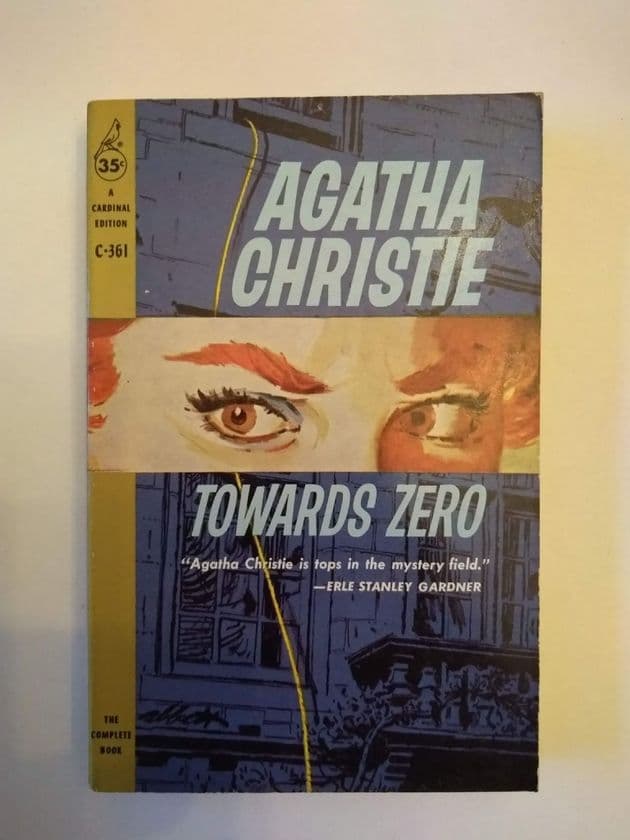 35¢
A
CARDINAL
EDITION
C-361
AGATHA
CHRISTIE
TOWARDS ZERO
"Agatha Christie is tops in the mystery field."
—ERLE STANLEY GARDNER
THE
COMPLETE
BOOK